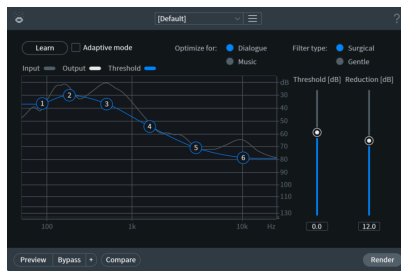 [Default]
?
Learn
Adaptive mode
Optimize for:
Dialogue
Music
Filter type:
Surgical
Gentle
Input
Output
Threshold
dB
30
40
50
60
70
80
90
100
110
130
1
2
3
4
5
6
100
1k
10k
Hz
Threshold [dB]
Reduction [dB]
0.0
12.0
Preview
Bypass
+
Compare
Render